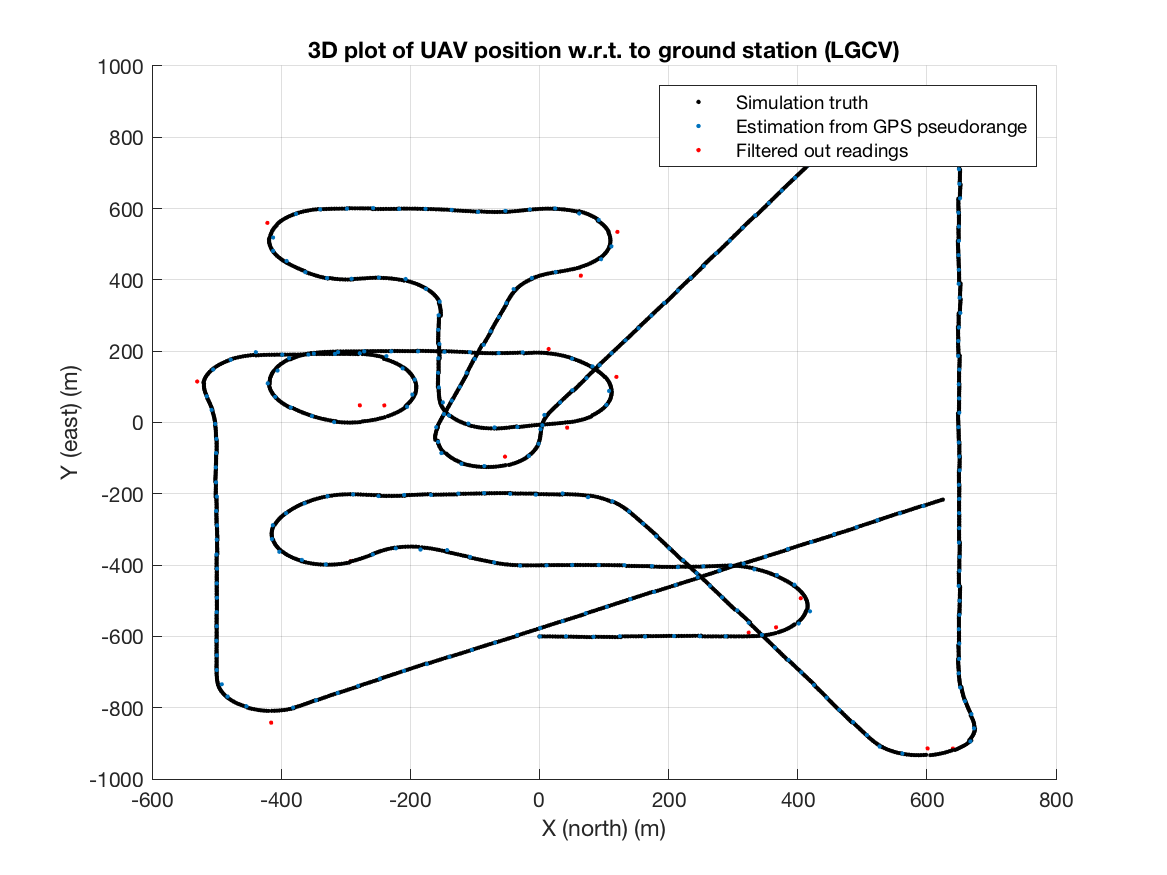 3D plot of UAV position w.r.t. to ground station (LGCV)
Simulation truth
Estimation from GPS pseudorange
Filtered out readings
1000
800
600
400
200
0
-200
-400
-600
-800
-1000
Y (east) (m)
-600 -400 -200 0 200 400 600 800
X (north) (m)